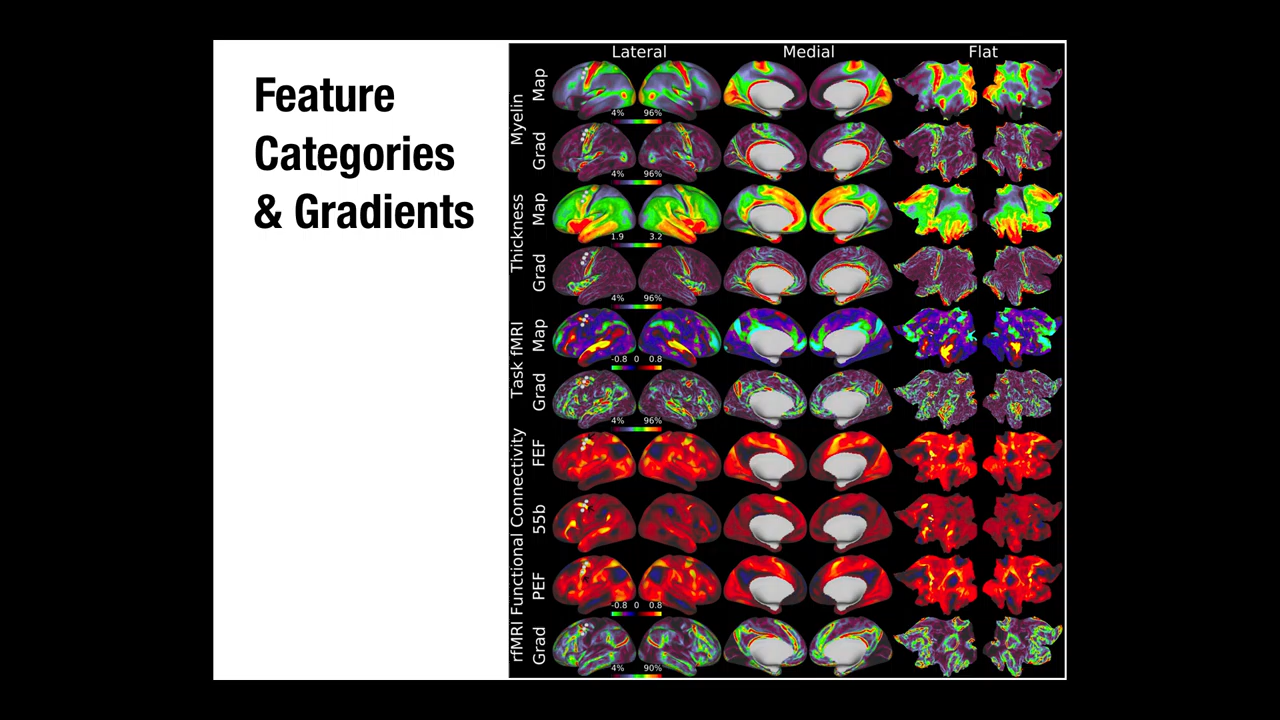 Feature
Categories
& Gradients
Lateral Medial Flat
Myelin
Map
4% 96%
Grad
4% 96%
Thickness
Map
1.9 3.2
Grad
4% 96%
Task fMRI
Map
-0.8 0 0.8
Grad
4% 96%
rfMRI Functional Connectivity
FEF
55b
PEF
-0.8 0 0.8
Grad
4% 90%